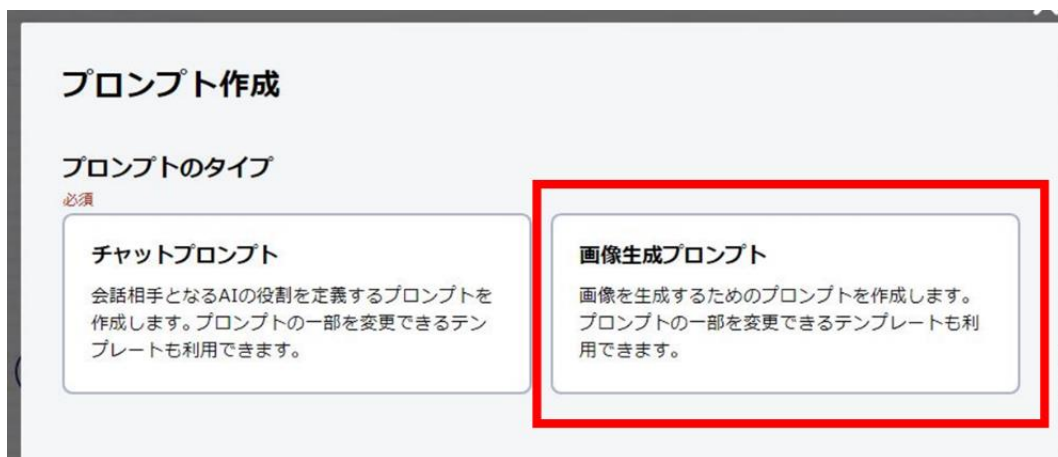 プロンプト作成
プロンプトのタイプ
必須
チャットプロンプト
会話相手となるAIの役割を定義するプロンプトを
作成します。プロンプトの一部を変更できるテン
プレートも利用できます。
画像生成プロンプト
画像を生成するためのプロンプトを作成します。
プロンプトの一部を変更できるテンプレートも利
用できます。